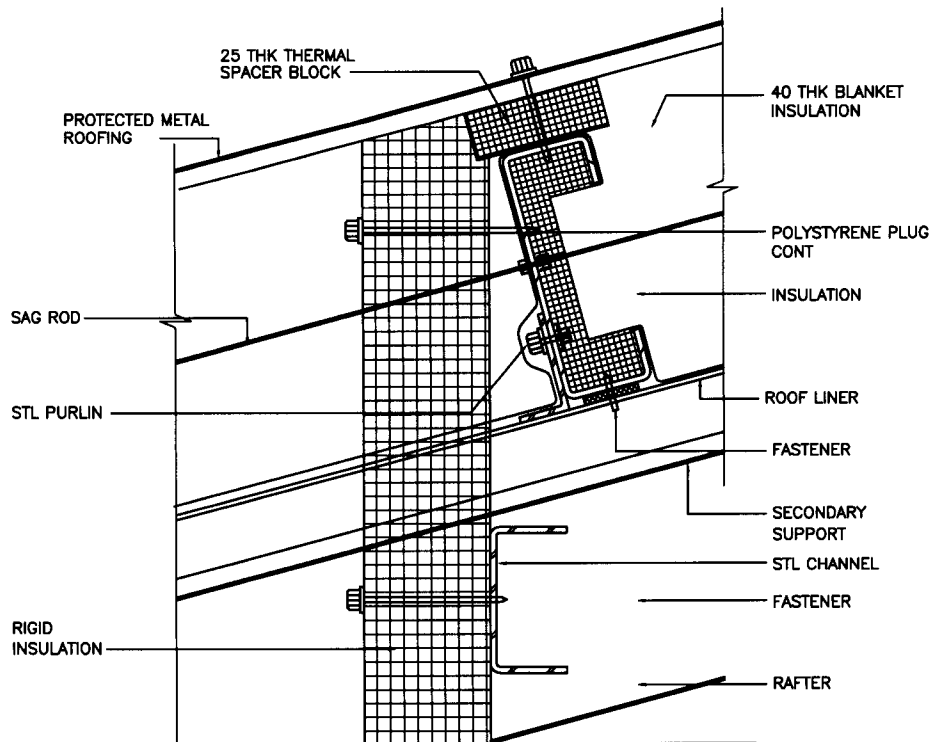 25 THK THERMAL
SPACER BLOCK
PROTECTED METAL
ROOFING
SAG ROD
STL PURLIN
RIGID
INSULATION
40 THK BLANKET
INSULATION
POLYSTYRENE PLUG
CONT
INSULATION
ROOF LINER
FASTENER
SECONDARY
SUPPORT
STL CHANNEL
FASTENER
RAFTER